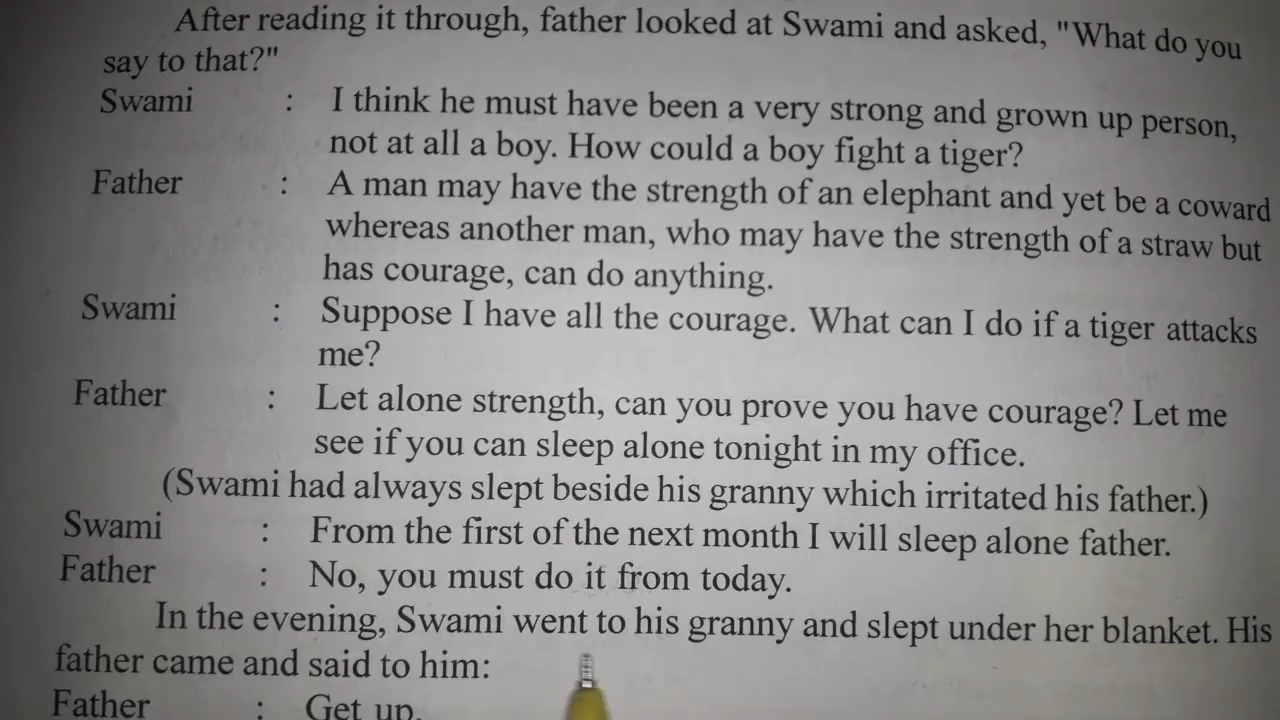 After reading it through, father looked at Swami and asked, "What do you
say to that?"
Swami : I think he must have been a very strong and grown up person,
not at all a boy. How could a boy fight a tiger?
Father : A man may have the strength of an elephant and yet be a coward
whereas another man, who may have the strength of a straw but
has courage, can do anything.
Swami : Suppose I have all the courage. What can I do if a tiger attacks
me?
Father : Let alone strength, can you prove you have courage? Let me
see if you can sleep alone tonight in my office.
(Swami had always slept beside his granny which irritated his father.)
Swami : From the first of the next month I will sleep alone father.
Father : No, you must do it from today.
In the evening, Swami went to his granny and slept under her blanket. His
father came and said to him:
Father : Get up.